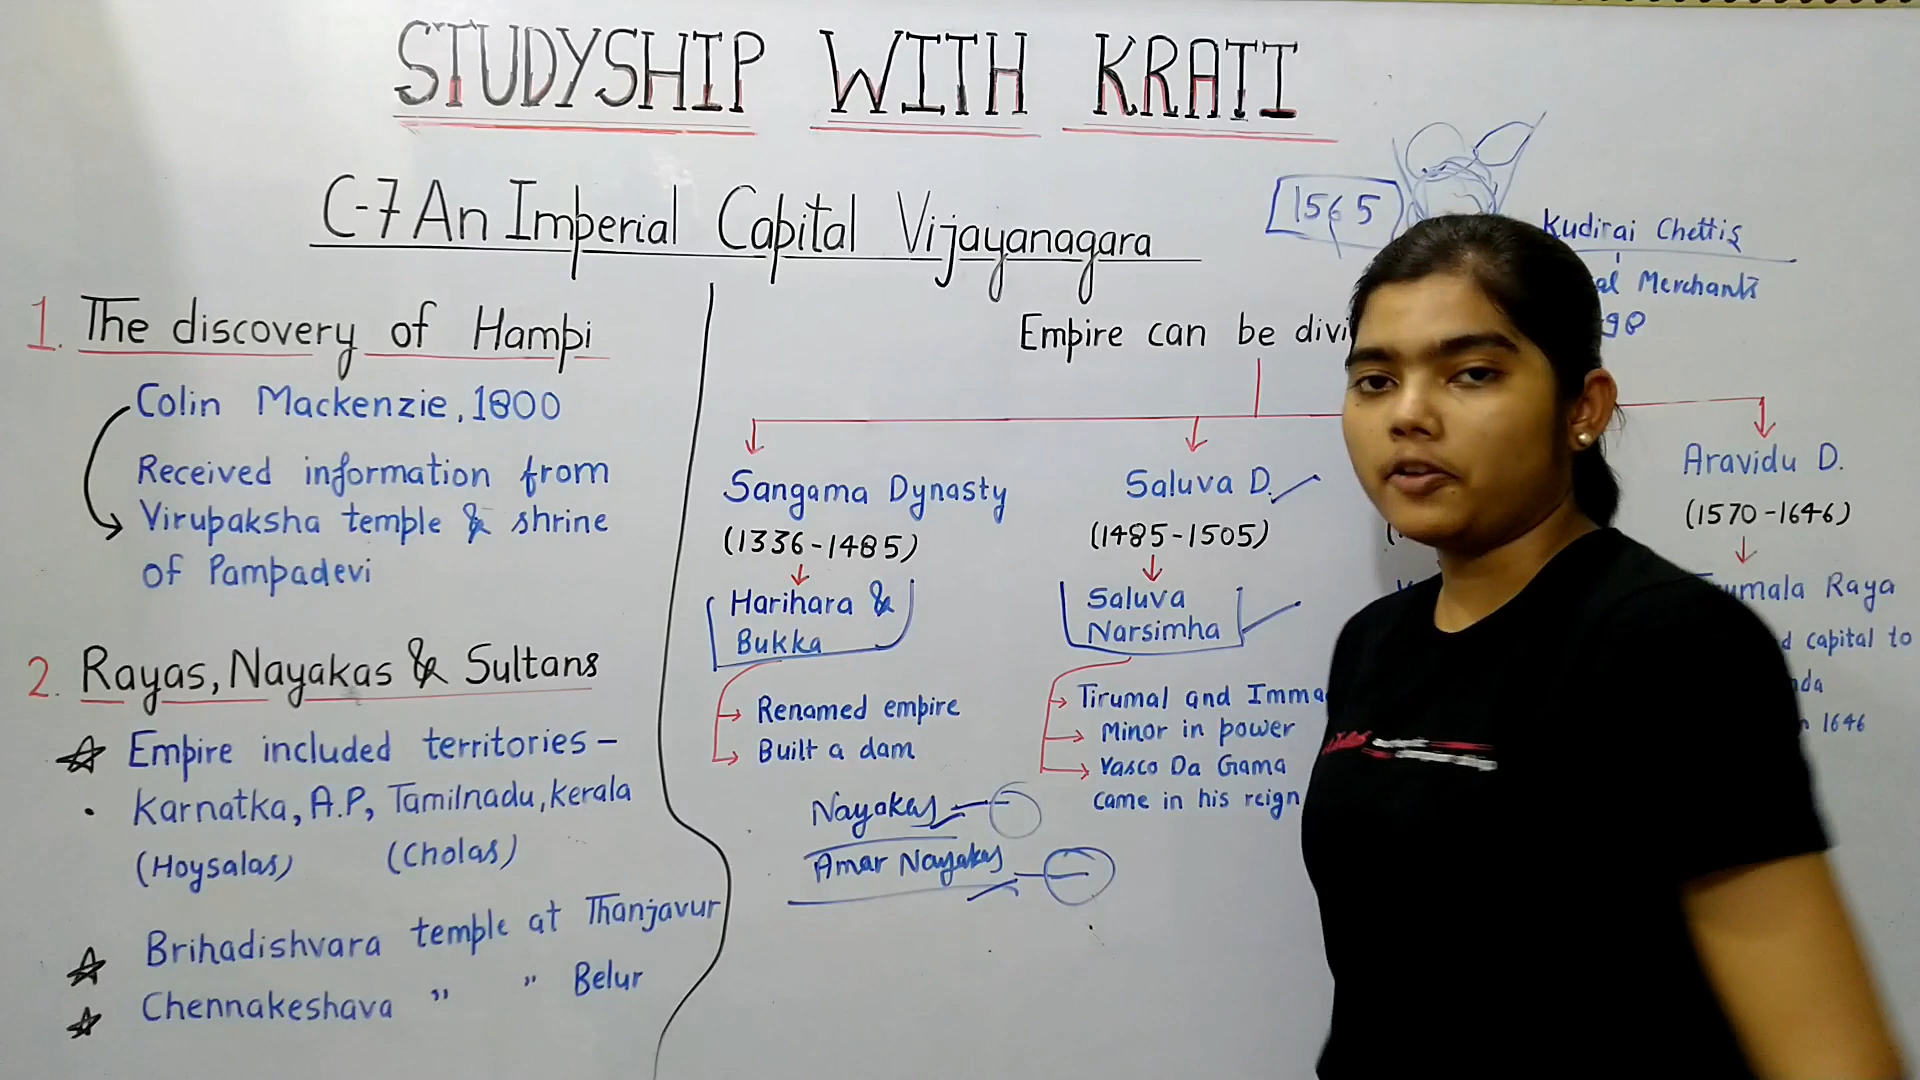 STUDYSHIP WITH KRATI
C-7 An Imperial Capital Vijayanagara
1. The discovery of Hampi
Colin Mackenzie, 1800
Received information from
Virupaksha temple & shrine
of Pampadevi
2. Rayas, Nayakas & Sultans
Empire included territories -
• Karnatka, A.P, Tamilnadu, kerala
(Hoysalas) (Cholas)
Brihadishvara temple at Thanjavur
Chennakeshava " " Belur
1565
Kudirai Chettis
Merchants
Empire can be
Sangama Dynasty
(1336-1485)
Harihara &
Bukka
Renamed empire
Built a dam
Nayakas
Amar Nayakas
Saluva D.
(1485-1505)
Saluva
Narsimha
Tirumal and
Minor in power
Vasco Da Gama
came in his reign
Aravidu D.
(1570-1646)
Raya
capital to
1646